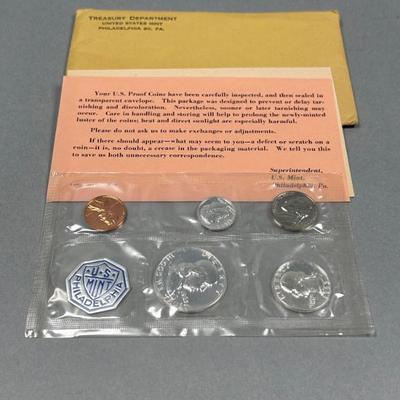 Treasury Department
United States Mint
Philadelphia 30, Pa.
Your U.S. Proof Coins have been carefully inspected, and then sealed in
a transparent envelope. This package was designed to prevent or delay tar-
nishing and discoloration. Nevertheless, sooner or later tarnishing may
occur. Care in handling and storing will help to prolong the newly-minted
luster of the coins; heat and direct sunlight are especially harmful.
Please do not ask us to make exchanges or adjustments.
If there should appear—what may seem to you—a defect or scratch on a
coin—it is, no doubt, a crease in the packaging material. We tell you this
to save us both unnecessary correspondence.
Superintendent,
U.S. Mint,
Philadelphia, Pa.
U.S.
MINT
PHILADELPHIA
LIBERTY